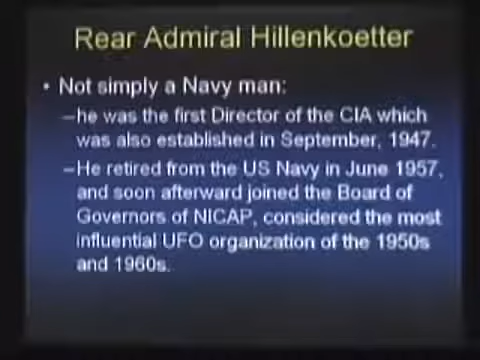 Rear Admiral Hillenkoetter
• Not simply a Navy man:
–he was the first Director of the CIA which
was also established in September, 1947.
–He retired from the US Navy in June 1957,
and soon afterward joined the Board of
Governors of NICAP, considered the most
influential UFO organization of the 1950s
and 1960s.